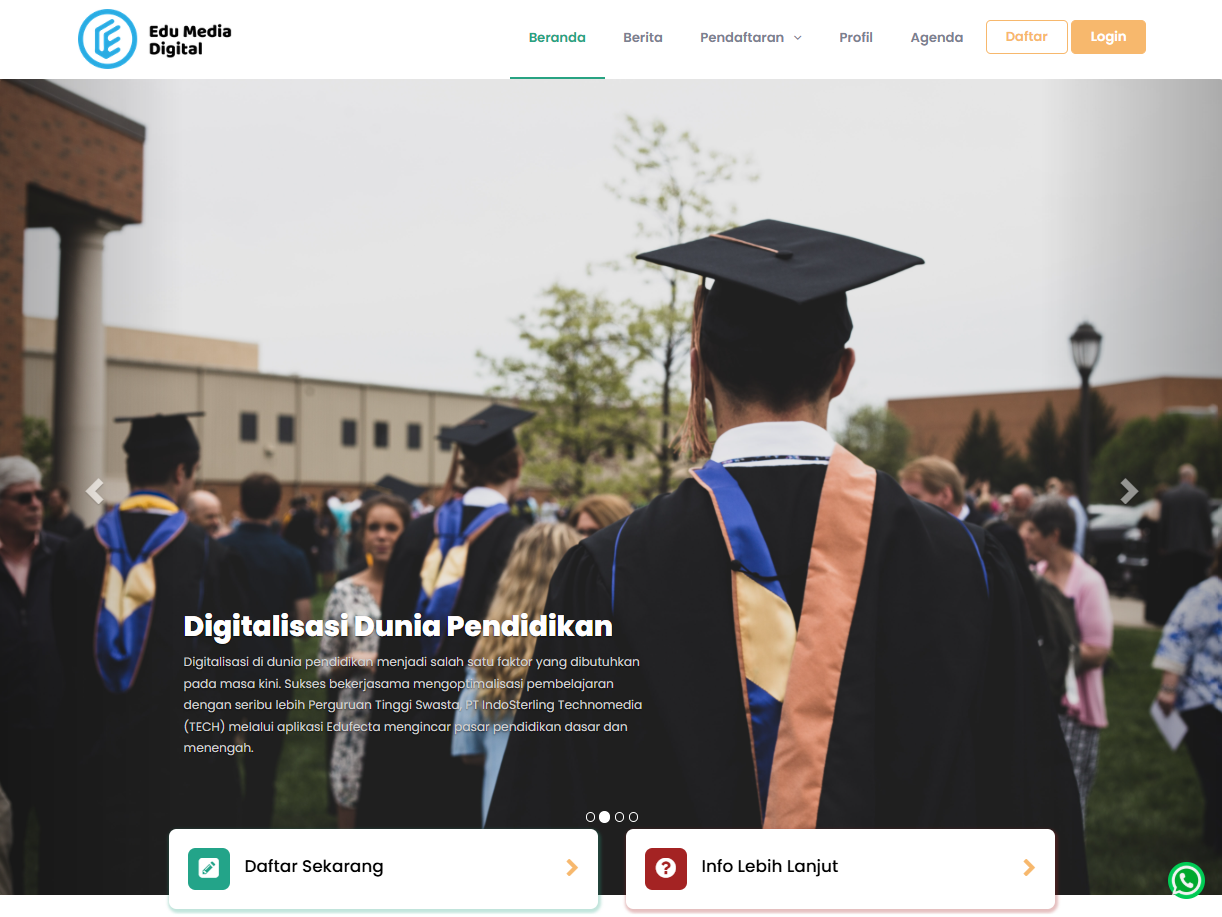 Edu Media
Digital
Beranda
Berita
Pendaftaran
Profil
Agenda
Daftar
Login
Digitalisasi Dunia Pendidikan
Digitalisasi di dunia pendidikan menjadi salah satu faktor yang dibutuhkan
pada masa kini. Sukses bekerjasama mengoptimalisasi pembelajaran
dengan seribu lebih Perguruan Tinggi Swasta, PT IndoSterling Technomedia
(TECH) melalui aplikasi Edufecta mengincar pasar pendidikan dasar dan
menengah.
Daftar Sekarang
Info Lebih Lanjut